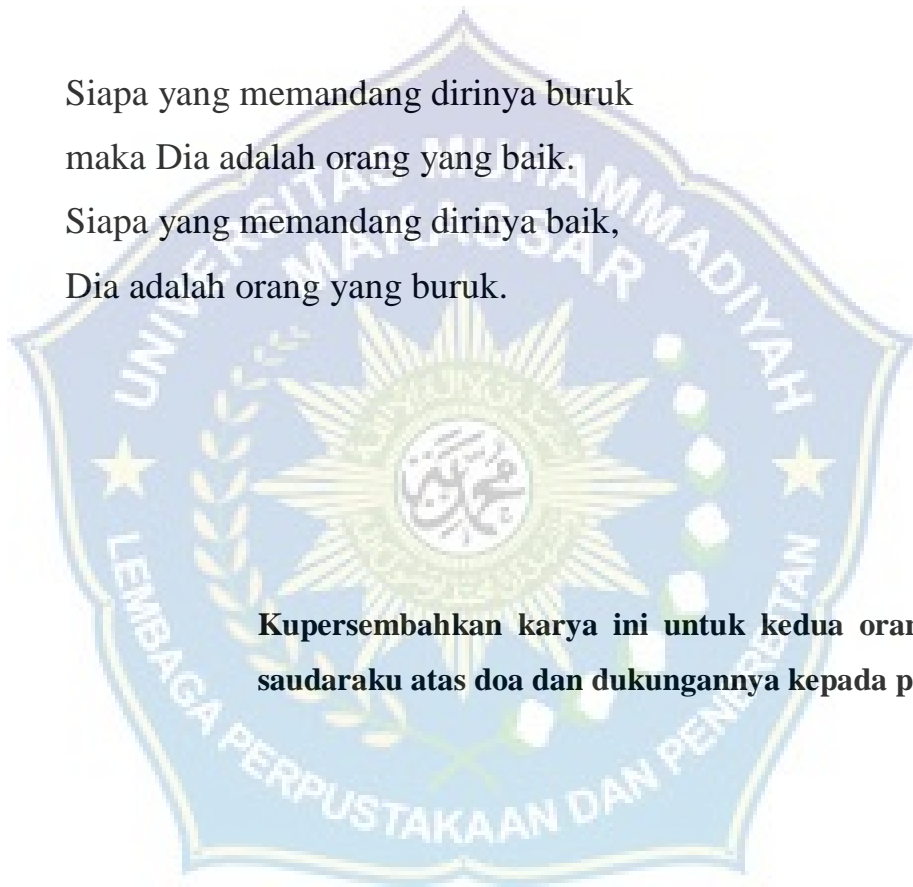 Siapa yang memandang dirinya buruk
maka Dia adalah orang yang baik.
Siapa yang memandang dirinya baik,
Dia adalah orang yang buruk.
UNIVERSITAS MUHAMMADIYAH
MAKASSAR
Kupersembahkan karya ini untuk kedua
saudaraku atas doa dan dukungannya kepada
LEMBAGA PERPUSTAKAAN DAN PENERBITAN